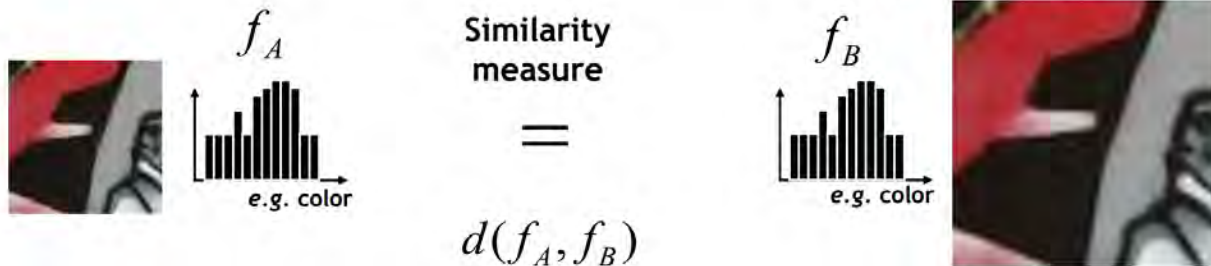 f_A
e.g. color
Similarity
measure
=
d(f_A, f_B)
f_B
e.g. color